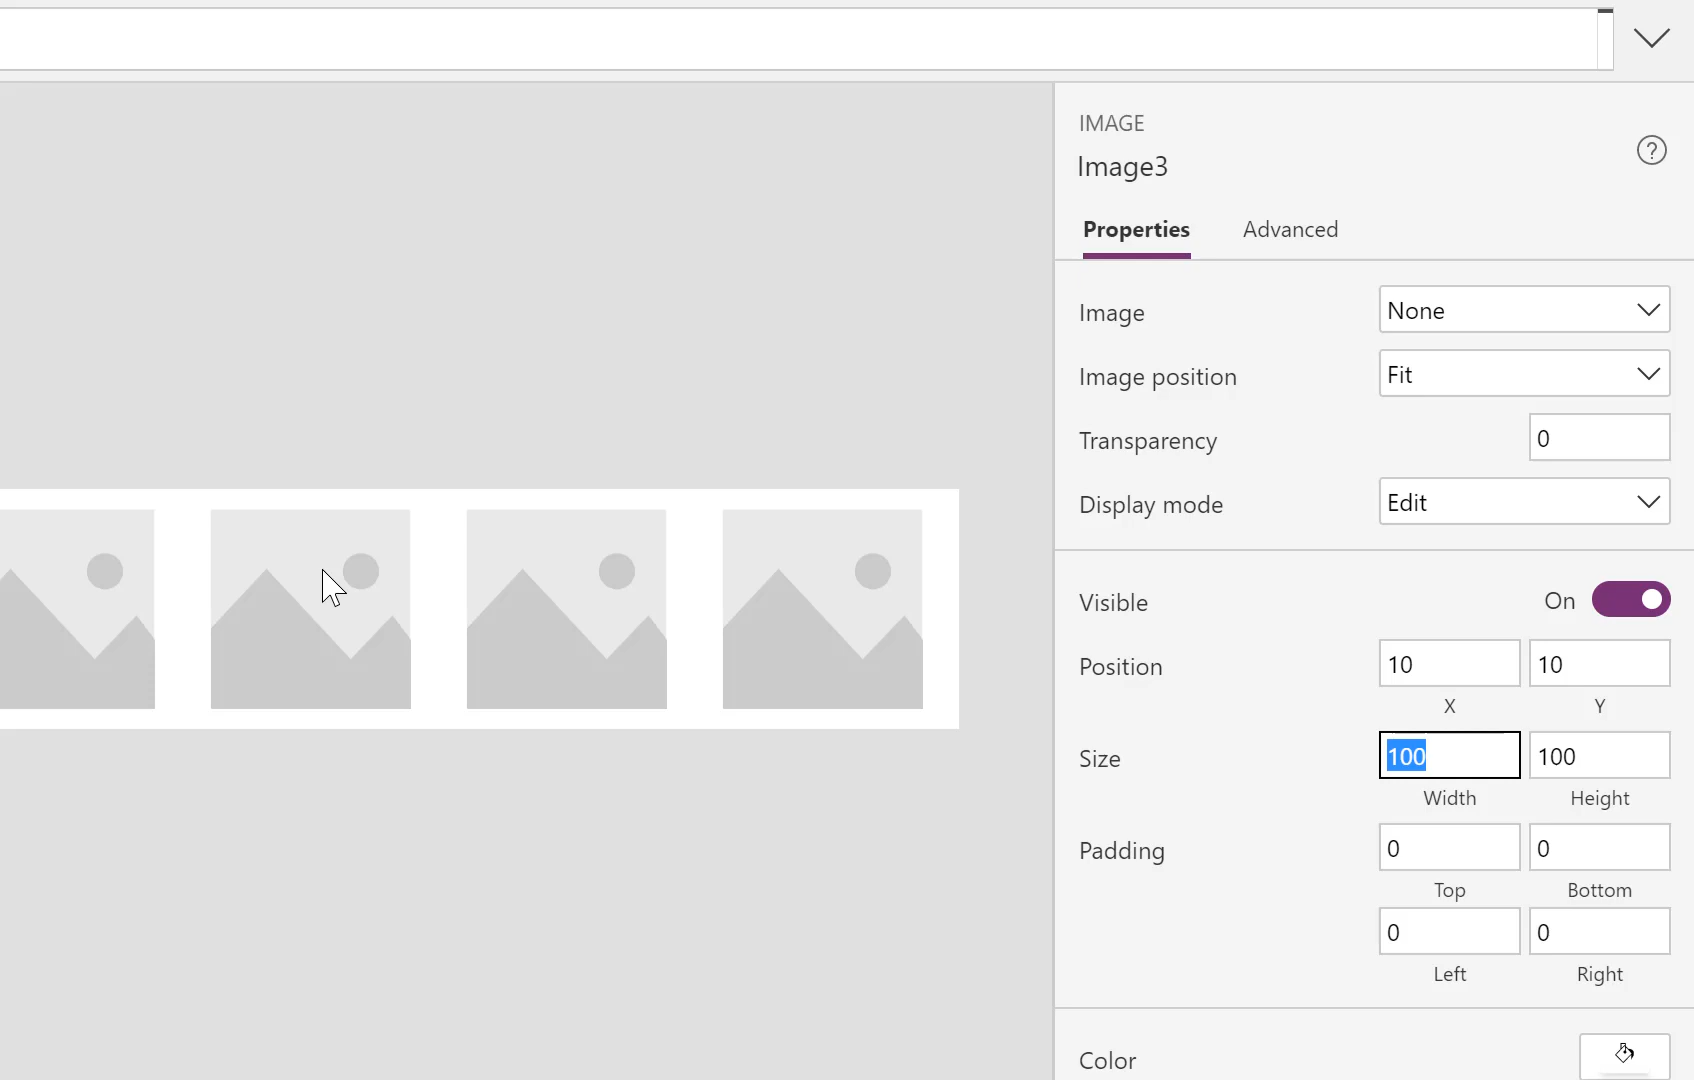 IMAGE
Image3
?
Properties Advanced
Image None
Image position Fit
Transparency 0
Display mode Edit
Visible On
Position 10 10
X Y
Size 100 100
Width Height
Padding 0 0
Top Bottom
0 0
Left Right
Color